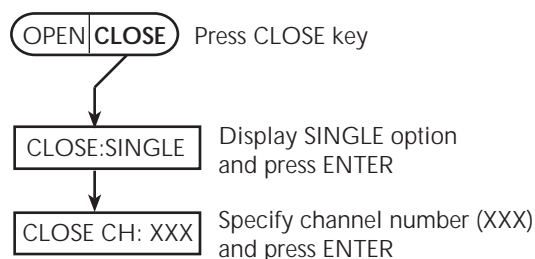 OPEN CLOSE Press CLOSE key
CLOSE:SINGLE Display SINGLE option
and press ENTER
CLOSE CH: XXX Specify channel number (XXX)
and press ENTER